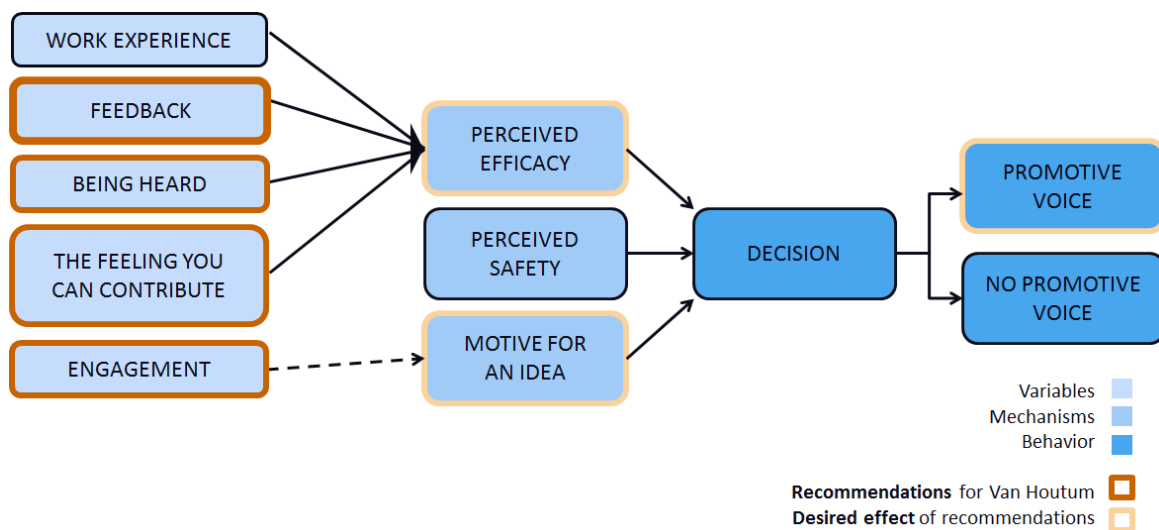 WORK EXPERIENCE
FEEDBACK
BEING HEARD
THE FEELING YOU
CAN CONTRIBUTE
ENGAGEMENT
PERCEIVED
EFFICACY
PERCEIVED
SAFETY
MOTIVE FOR
AN IDEA
DECISION
PROMOTIVE
VOICE
NO PROMOTIVE
VOICE
Variables
Mechanisms
Behavior
Recommendations for Van Houtum
Desired effect of recommendations